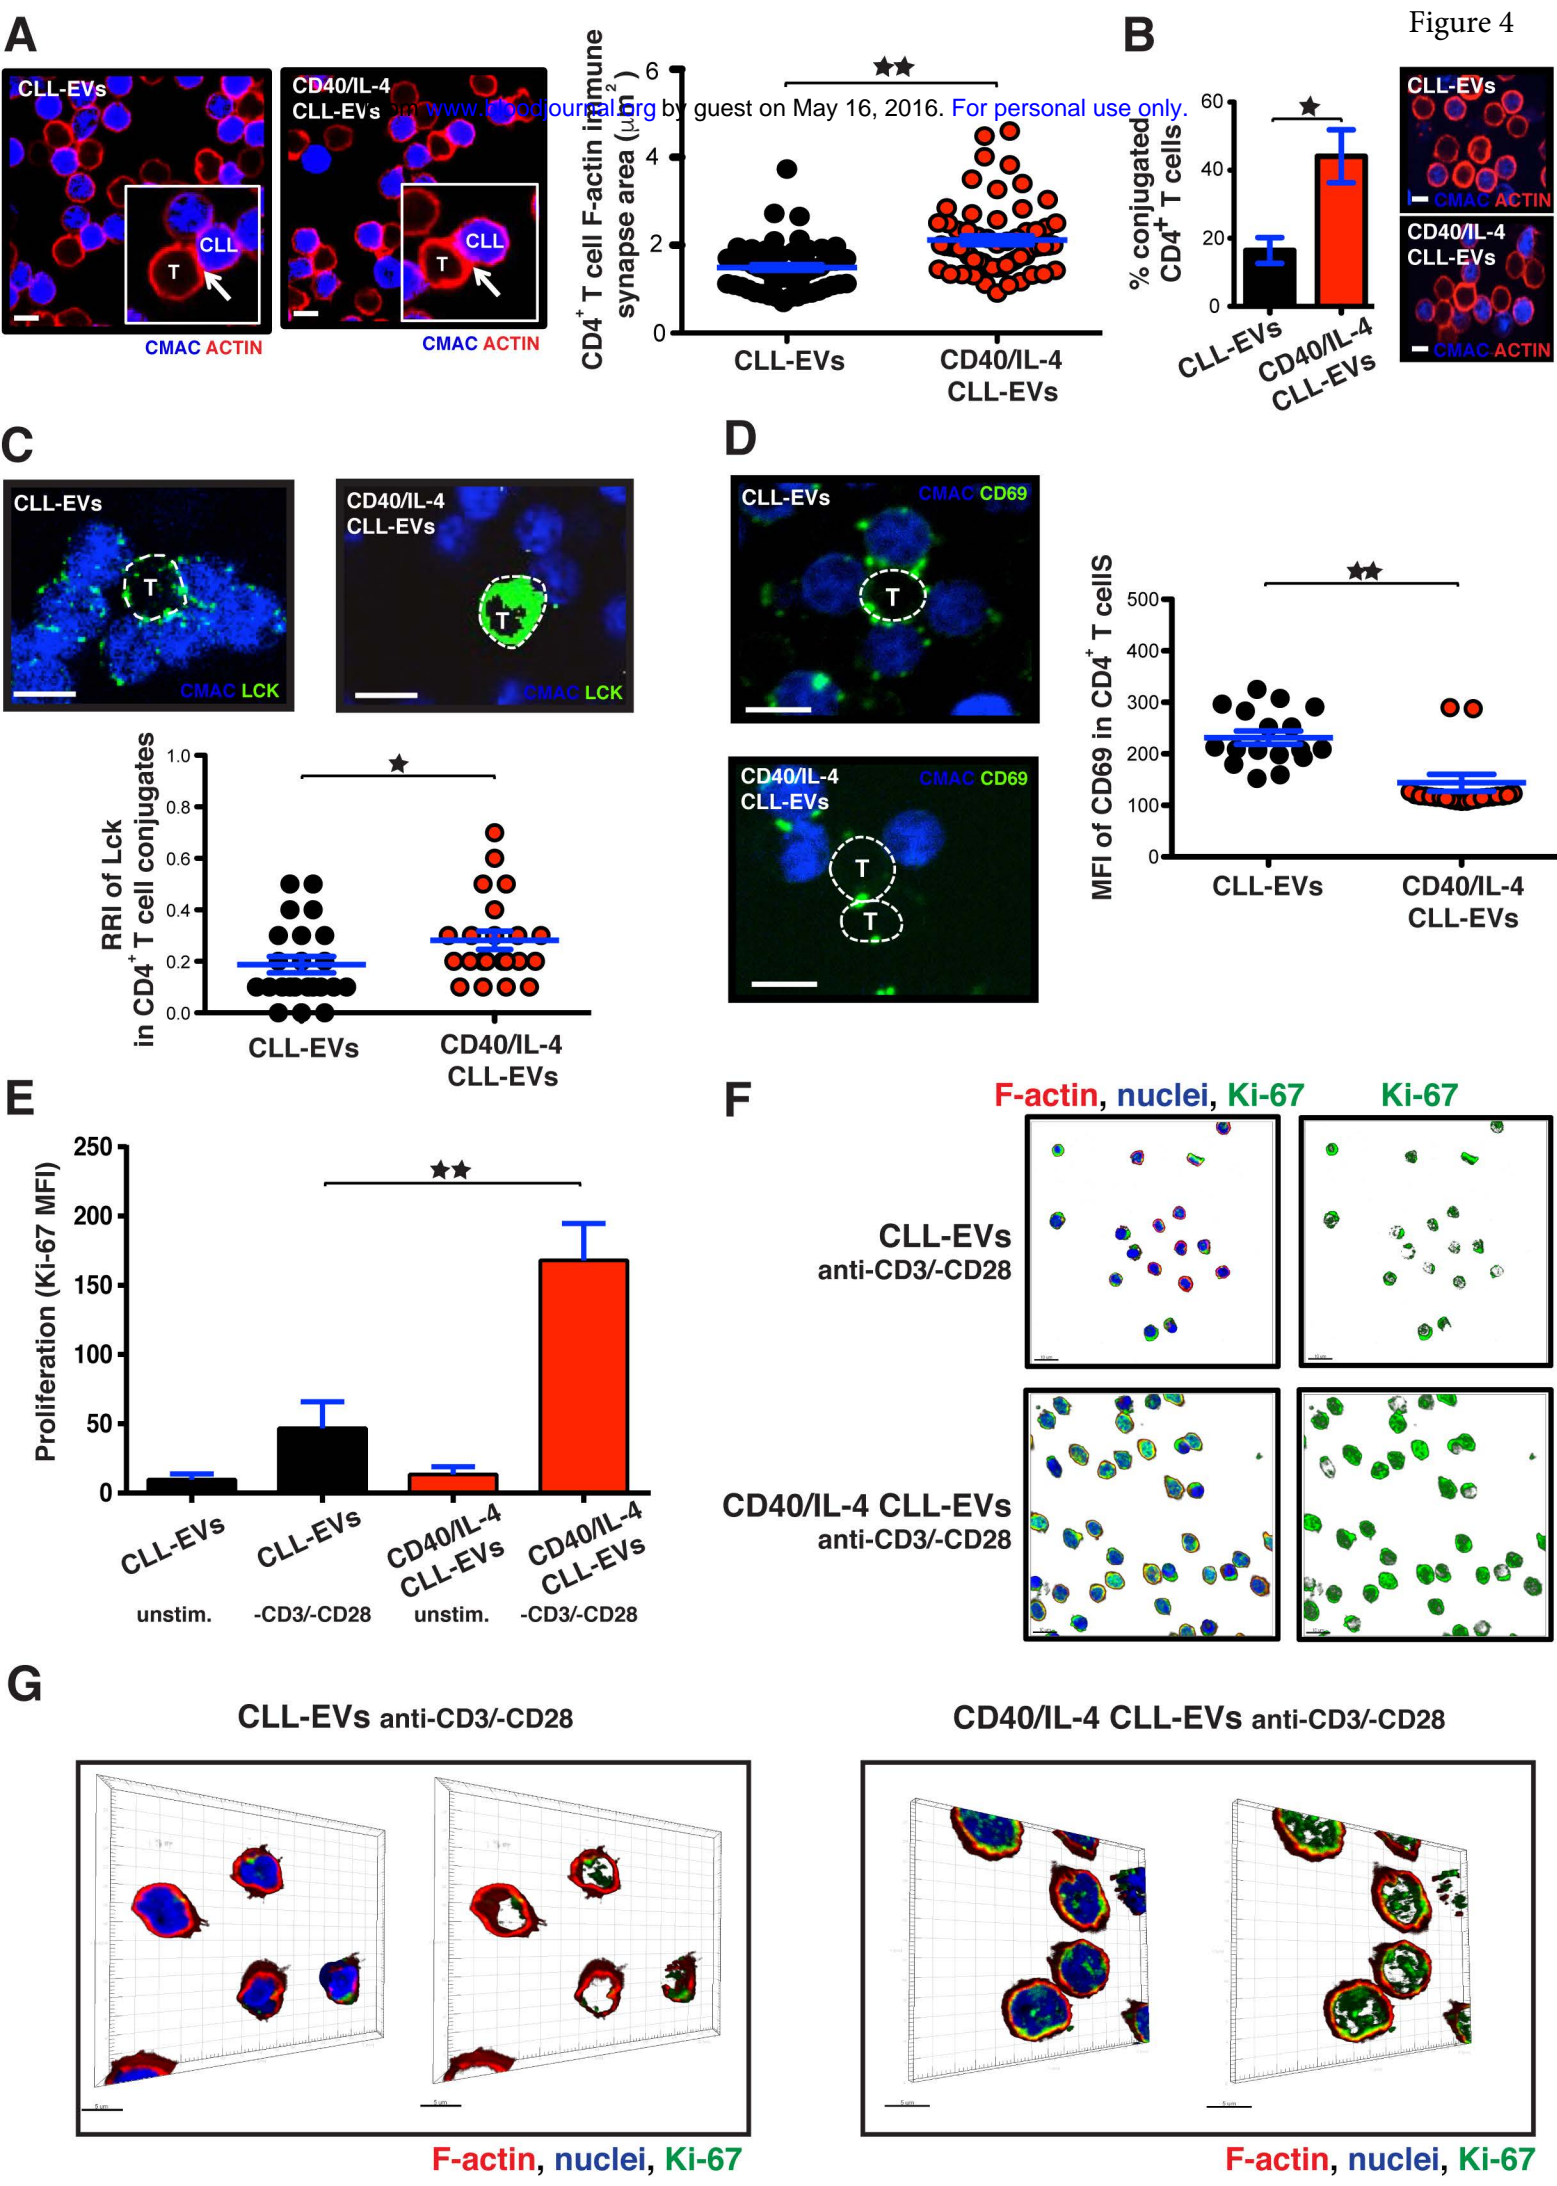 Figure 4
A
CLL-EVs
CLL
T
CMAC ACTIN
CD40/IL-4
CLL-EVs
CLL
T
CMAC ACTIN
from www.bloodjournal.org by guest on May 16, 2016. For personal use only.
CD4+ T cell F-actin immune
synapse area (µm2)
6
4
2
0
CLL-EVs
CD40/IL-4
CLL-EVs
B
% conjugated
CD4+ T cells
60
40
20
0
CLL-EVs
CD40/IL-4
CLL-EVs
CLL-EVs
CMAC ACTIN
CD40/IL-4
CLL-EVs
CMAC ACTIN
C
CLL-EVs
T
CMAC LCK
CD40/IL-4
CLL-EVs
T
CMAC LCK
RRI of Lck
in CD4+ T cell conjugates
1.0
0.8
0.6
0.4
0.2
0.0
CLL-EVs
CD40/IL-4
CLL-EVs
D
CLL-EVs
CMAC CD69
T
CD40/IL-4
CLL-EVs
CMAC CD69
T
T
MFI of CD69 in CD4+ T cellS
500
400
300
200
100
0
CLL-EVs
CD40/IL-4
CLL-EVs
E
Proliferation (Ki-67 MFI)
250
200
150
100
50
0
CLL-EVs
unstim.
CLL-EVs
-CD3/-CD28
CD40/IL-4
CLL-EVs
unstim.
CD40/IL-4
CLL-EVs
-CD3/-CD28
F
F-actin, nuclei, Ki-67
Ki-67
CLL-EVs
anti-CD3/-CD28
CD40/IL-4 CLL-EVs
anti-CD3/-CD28
G
CLL-EVs anti-CD3/-CD28
5 um
5 um
F-actin, nuclei, Ki-67
CD40/IL-4 CLL-EVs anti-CD3/-CD28
5 um
5 um
F-actin, nuclei, Ki-67